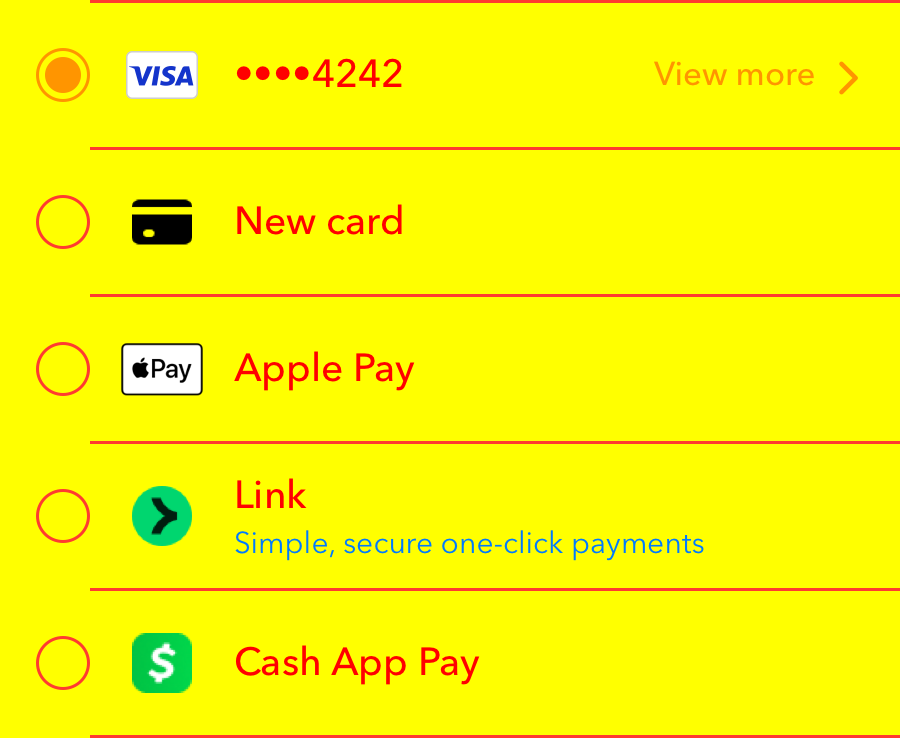 VISA ••••4242 View more
New card
Pay Apple Pay
Link
Simple, secure one-click payments
$ Cash App Pay